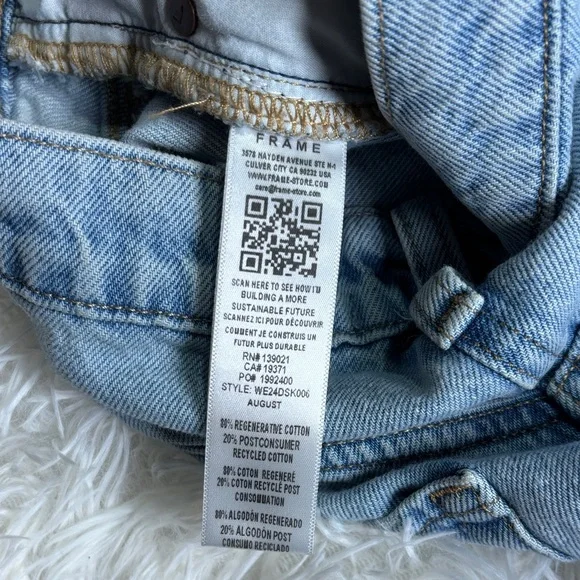 FRAME
3578 HAYDEN AVENUE STE N-1
CULVER CITY CA 90232 USA
WWW.FRAME-STORE.COM
care@frame-store.com
SCAN HERE TO SEE HOW I'M
BUILDING A MORE
SUSTAINABLE FUTURE
SCANNEZ ICI POUR DÉCOUVRIR
COMMENT JE CONSTRUIS UN
FUTUR PLUS DURABLE
RN# 139021
CA# 19371
PO# 1992400
STYLE: WE24DSK006
AUGUST
80% REGENERATIVE COTTON
20% POSTCONSUMER
RECYCLED COTTON
80% COTON REGENERÉ
20% COTON RECYCLÉ POST
CONSOMMATION
80% ALGODÓN REGENERADO
20% ALGODÓN POST
CONSUMO RECICLADO